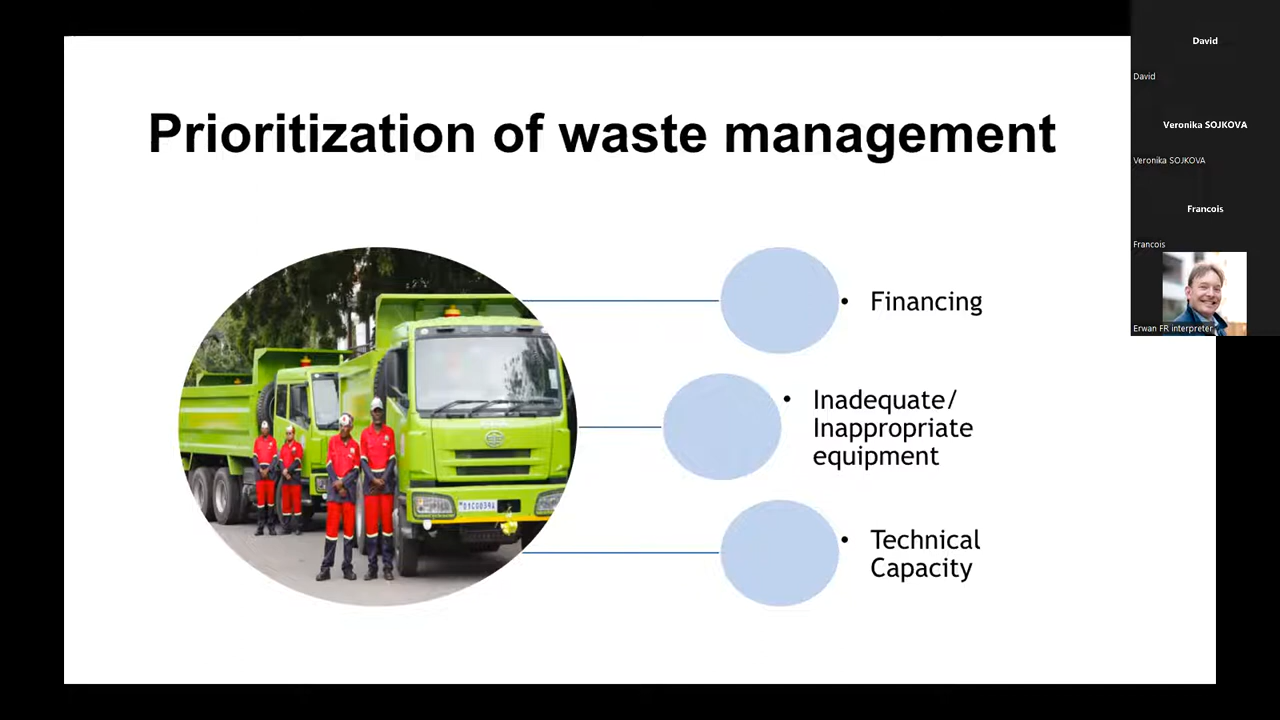 Prioritization of waste management
• Financing
• Inadequate/
Inappropriate
equipment
• Technical
Capacity
David
David
Veronika SOJKOVA
Veronika SOJKOVA
Francois
Francois
Erwan FR interpreter